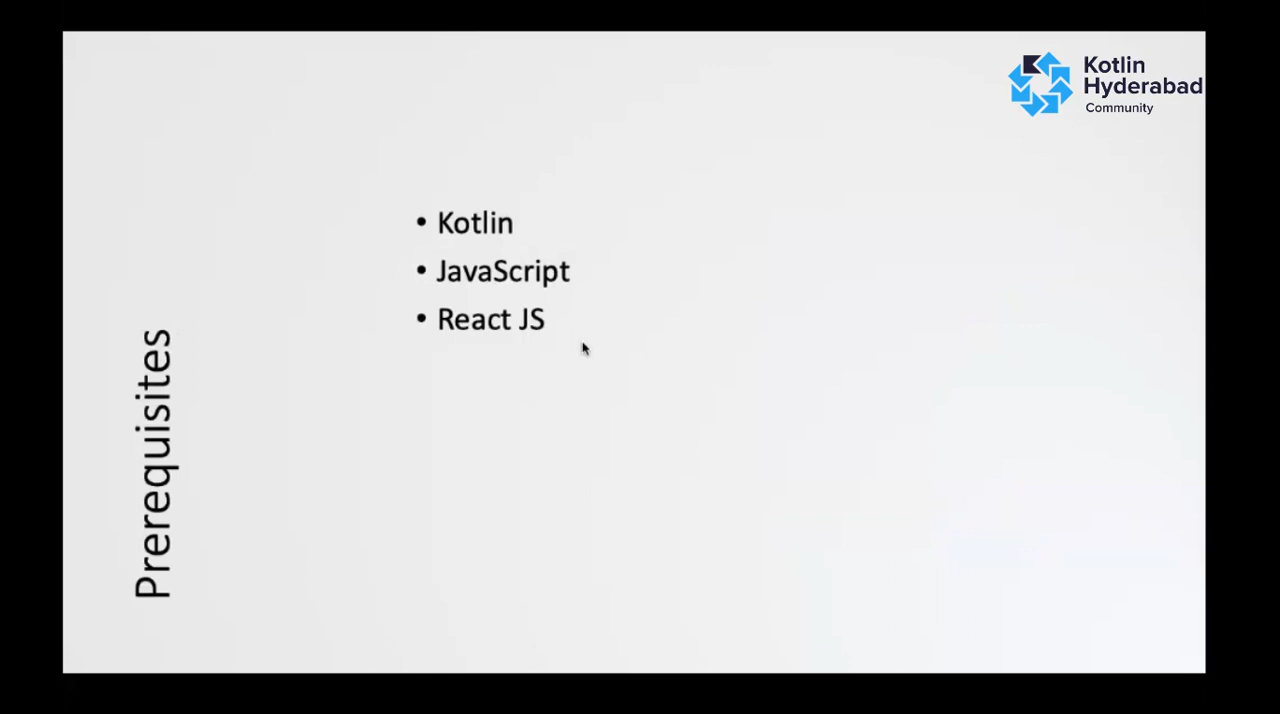 Kotlin
Hyderabad
Community
Prerequisites
• Kotlin
• JavaScript
• React JS